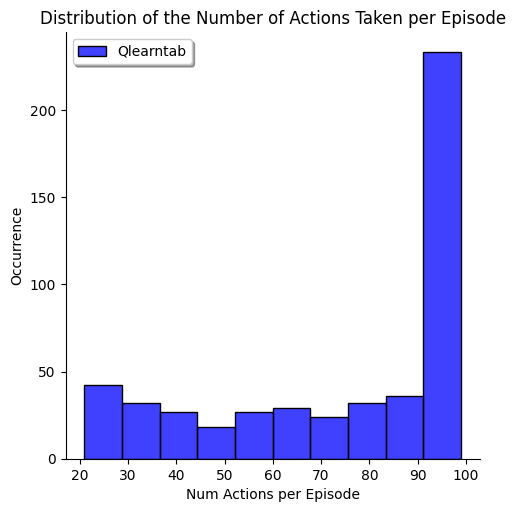 Distribution of the Number of Actions Taken per Episode
Qlearntab
200
150
100
50
0
Occurrence
20 30 40 50 60 70 80 90 100
Num Actions per Episode